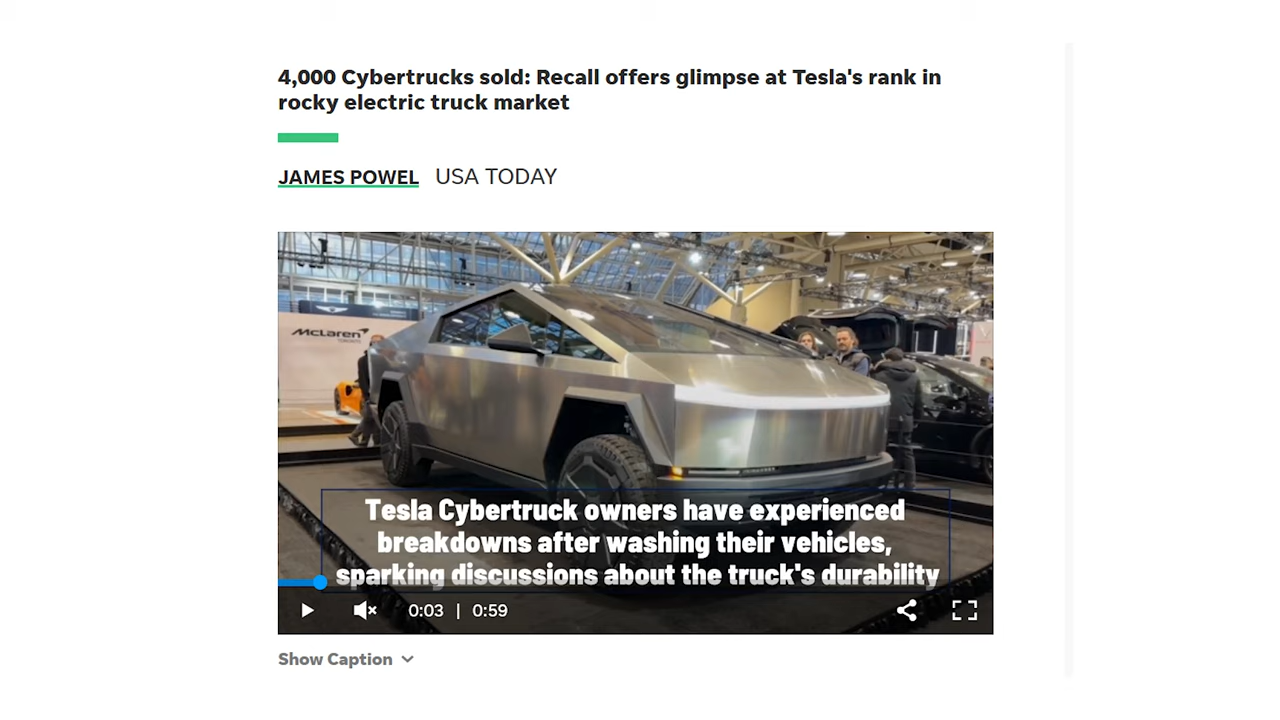 4,000 Cybertrucks sold: Recall offers glimpse at Tesla's rank in
rocky electric truck market
JAMES POWEL USA TODAY
McLaren
TORONTO
Tesla Cybertruck owners have experienced
breakdowns after washing their vehicles,
sparking discussions about the truck's durability
0:03 | 0:59
Show Caption